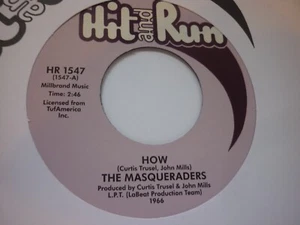 Hit and Run
HR 1547
(1547-A)
Millbrand Music
Time: 2:46
Licensed from
TufAmerica
Inc.
HOW
(Curtis Trusel, John Mills)
THE MASQUERADERS
Produced by Curtis Trusel & John Mills
L.P.T. (LaBeat Production Team)
1966